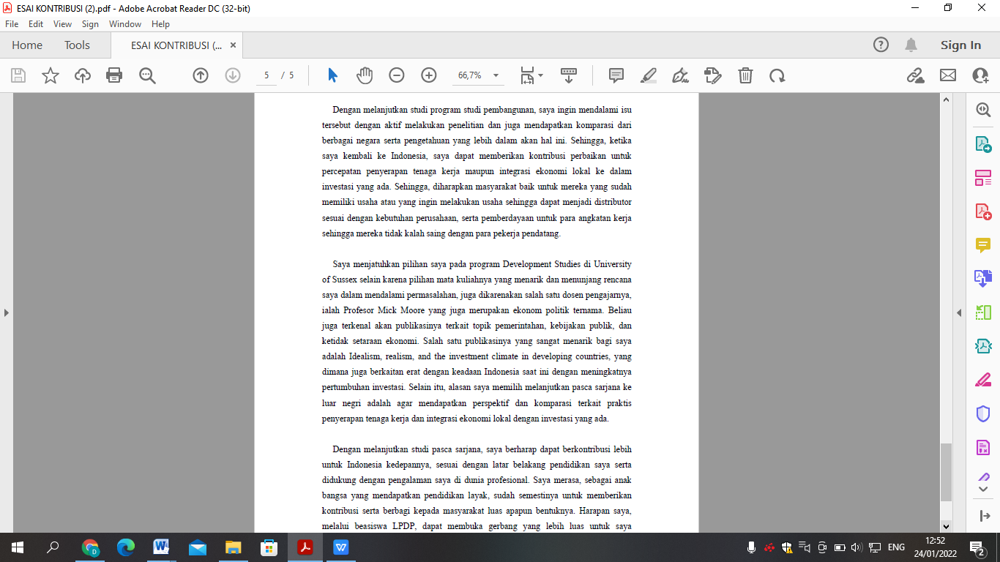 ESAI KONTRIBUSI (2).pdf - Adobe Acrobat Reader DC (32-bit)
File Edit View Sign Window Help
Home Tools ESAI KONTRIBUSI (... × Sign In
5 / 5 66,7%
Dengan melanjutkan studi program studi pembangunan, saya ingin mendalami isu
tersebut dengan aktif melakukan penelitian dan juga mendapatkan komparasi dari
berbagai negara serta pengetahuan yang lebih dalam akan hal ini. Sehingga, ketika
saya kembali ke Indonesia, saya dapat memberikan kontribusi perbaikan untuk
percepatan penyerapan tenaga kerja maupun integrasi ekonomi lokal ke dalam
investasi yang ada. Sehingga, diharapkan masyarakat baik untuk mereka yang sudah
memiliki usaha atau yang ingin melakukan usaha sehingga dapat menjadi distributor
sesuai dengan kebutuhan perusahaan, serta pemberdayaan untuk para angkatan kerja
sehingga mereka tidak kalah saing dengan para pekerja pendatang.
Saya menjatuhkan pilihan saya pada program Development Studies di University
of Sussex selain karena pilihan mata kuliahnya yang menarik dan menunjang rencana
saya dalam mendalami permasalahan, juga dikarenakan salah satu dosen pengajarnya,
ialah Profesor Mick Moore yang juga merupakan ekonom politik ternama. Beliau
juga terkenal akan publikasinya terkait topik pemerintahan, kebijakan publik, dan
ketidak setaraan ekonomi. Salah satu publikasinya yang sangat menarik bagi saya
adalah Idealism, realism, and the investment climate in developing countries, yang
dimana juga berkaitan erat dengan keadaan Indonesia saat ini dengan meningkatnya
pertumbuhan investasi. Selain itu, alasan saya memilih melanjutkan pasca sarjana ke
luar negri adalah agar mendapatkan perspektif dan komparasi terkait praktis
penyerapan tenaga kerja dan integrasi ekonomi lokal dengan investasi yang ada.
Dengan melanjutkan studi pasca sarjana, saya berharap dapat berkontribusi lebih
untuk Indonesia kedepannya, sesuai dengan latar belakang pendidikan saya serta
didukung dengan pengalaman saya di dunia profesional. Saya merasa, sebagai anak
bangsa yang mendapatkan pendidikan layak, sudah semestinya untuk memberikan
kontribusi serta berbagi kepada masyarakat luas apapun bentuknya. Harapan saya,
melalui beasiswa LPDP, dapat membuka gerbang yang lebih luas untuk saya
ENG
12:52
24/01/2022
2